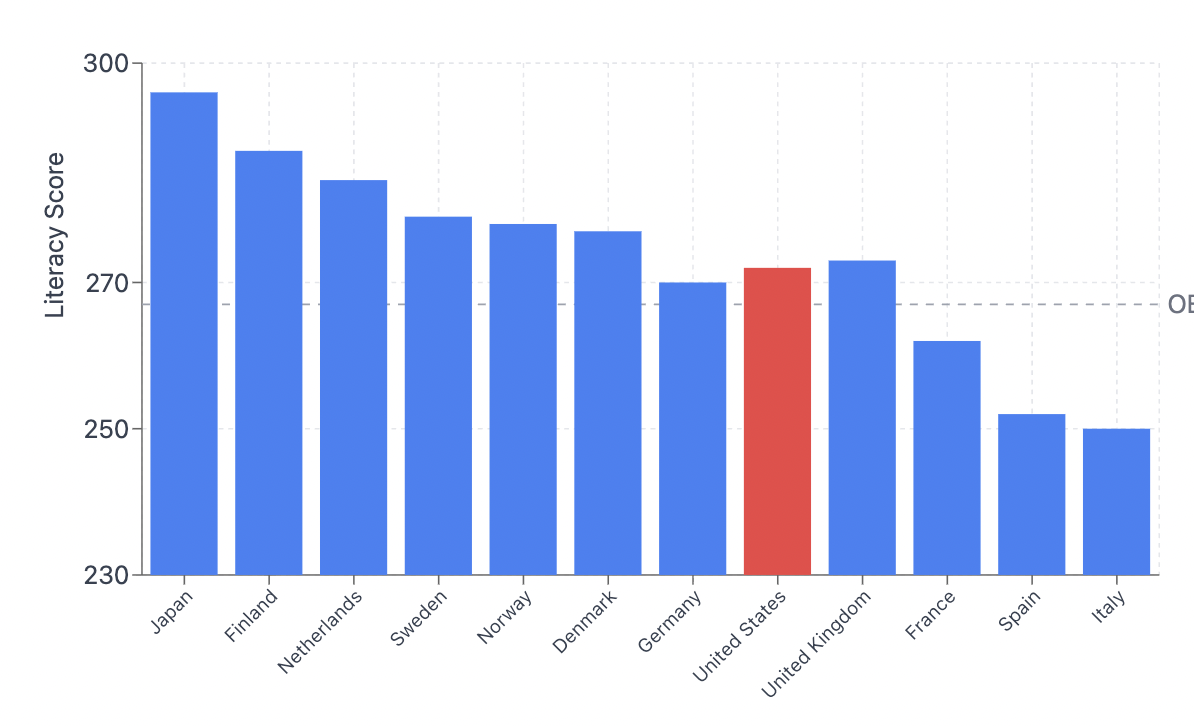 300
270
250
230
Literacy Score
Japan
Finland
Netherlands
Sweden
Norway
Denmark
Germany
United States
United Kingdom
France
Spain
Italy